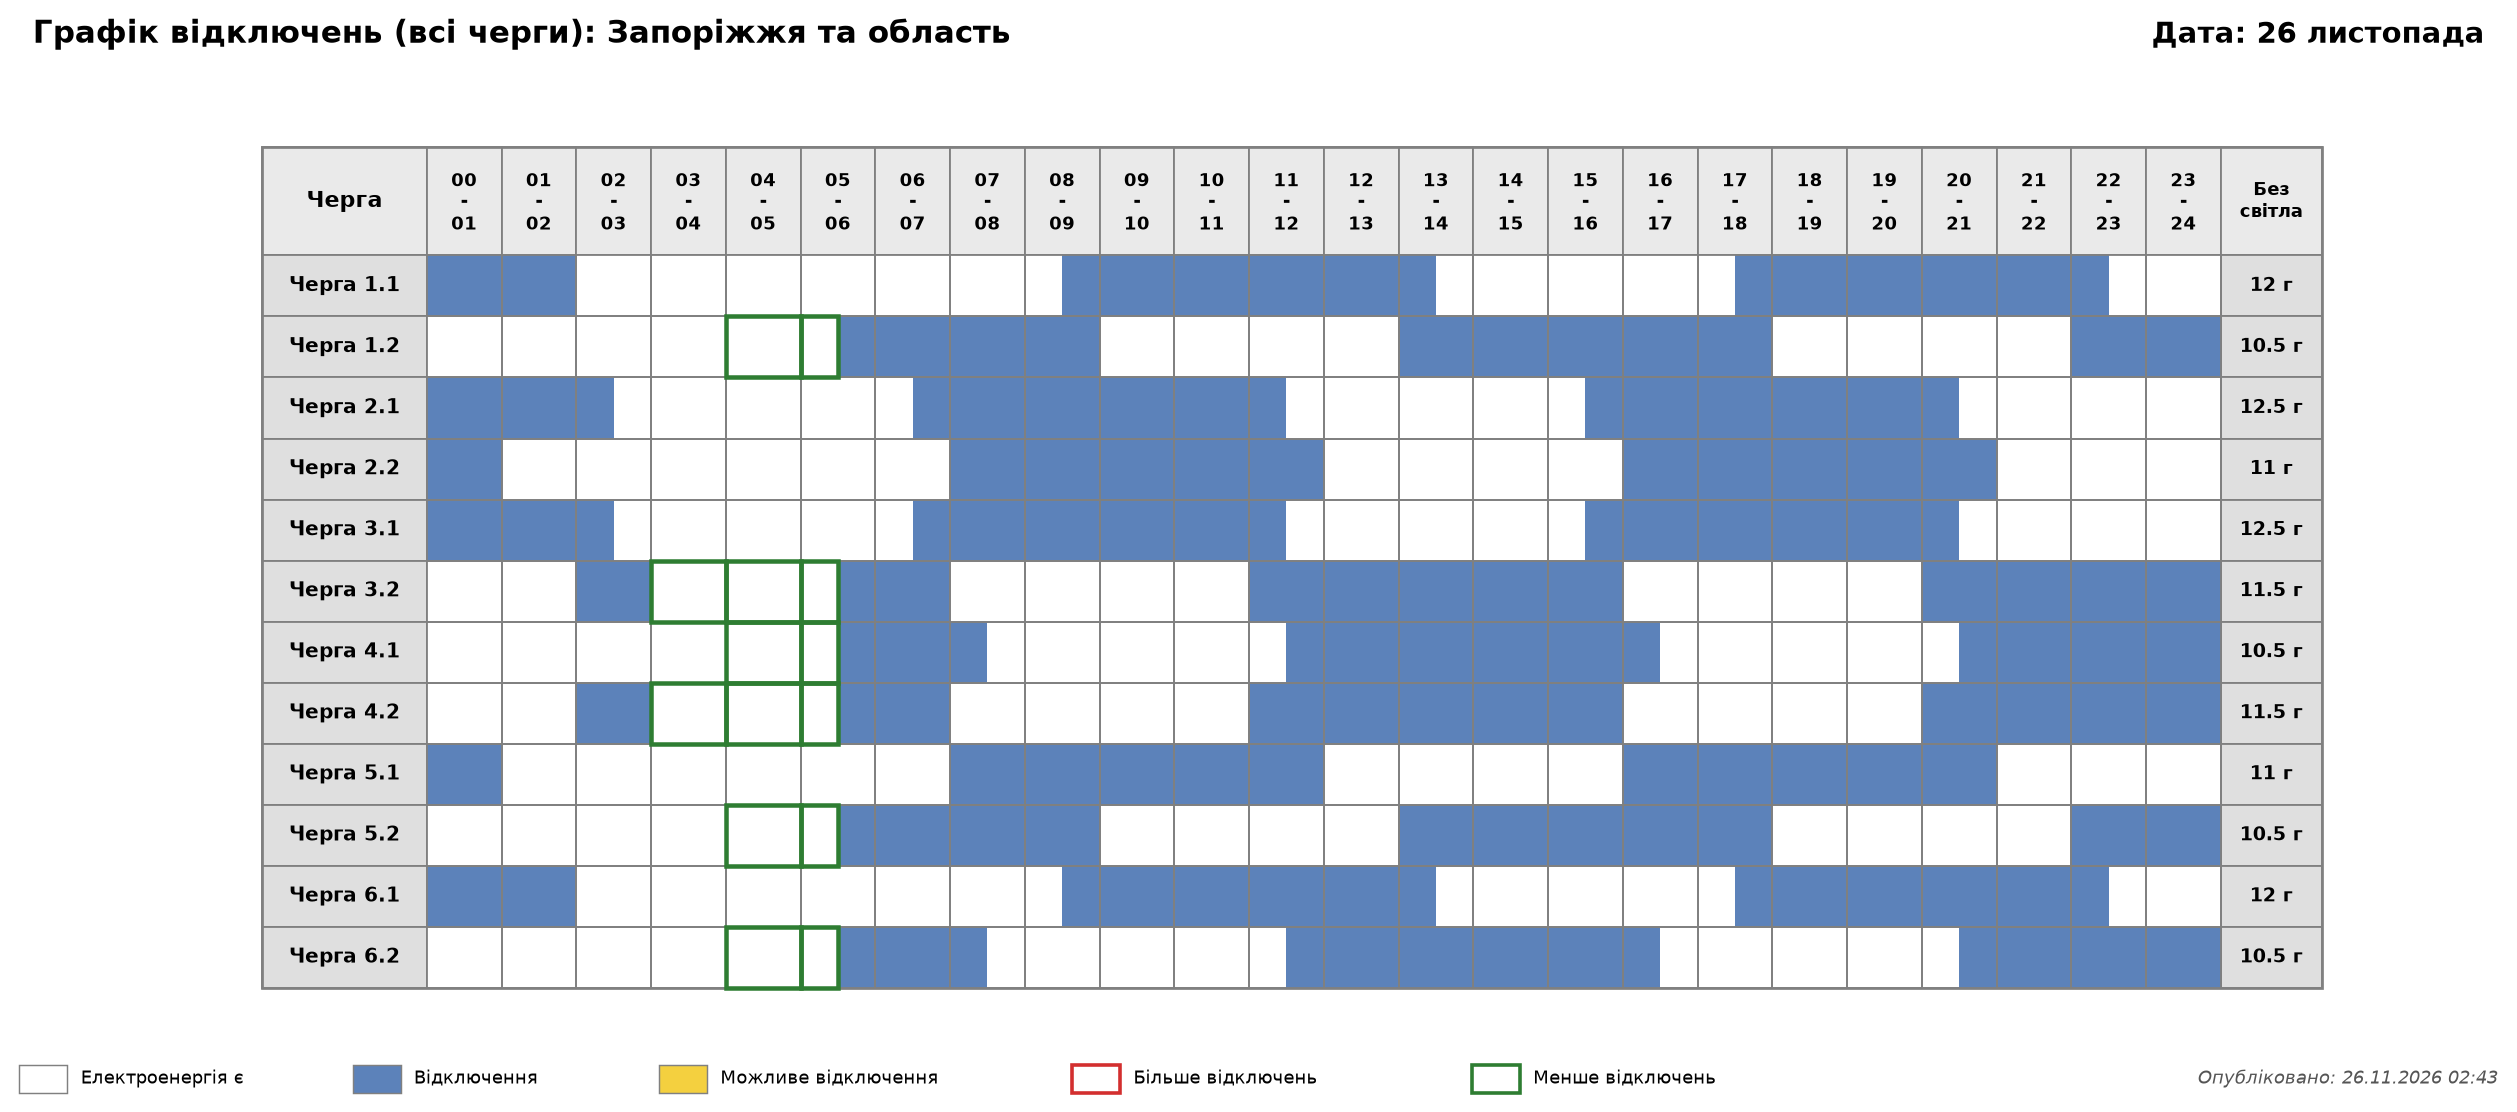 Графік відключень (всі черги): Запоріжжя та область
Дата: 26 листопада
Черга 00 - 01 01 - 02 02 - 03 03 - 04 04 - 05 05 - 06 06 - 07 07 - 08 08 - 09 09 - 10 10 - 11 11 - 12 12 - 13 13 - 14 14 - 15 15 - 16 16 - 17 17 - 18 18 - 19 19 - 20 20 - 21 21 - 22 22 - 23 23 - 24 Без світла
Черга 1.1 12 г
Черга 1.2 10.5 г
Черга 2.1 12.5 г
Черга 2.2 11 г
Черга 3.1 12.5 г
Черга 3.2 11.5 г
Черга 4.1 10.5 г
Черга 4.2 11.5 г
Черга 5.1 11 г
Черга 5.2 10.5 г
Черга 6.1 12 г
Черга 6.2 10.5 г
Електроенергія є
Відключення
Можливе відключення
Більше відключень
Менше відключень
Опубліковано: 26.11.2026 02:43